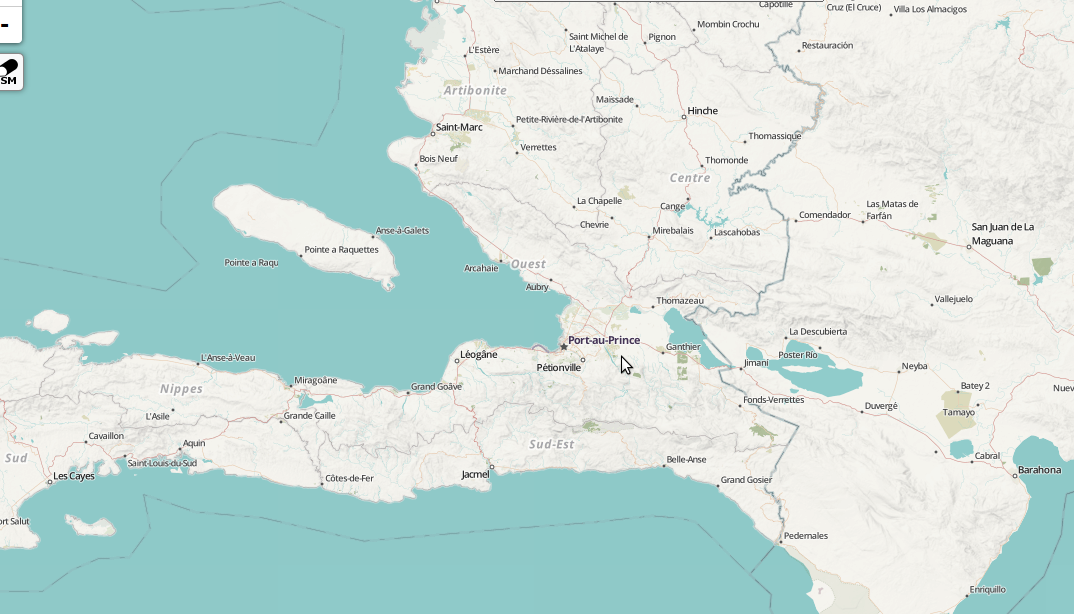 -
SM
Capotille
Cruz (El Cruce)
Villa Los Almacigos
Mombin Crochu
Saint Michel de
L'Atalaye
Pignon
L'Estère
Restauración
Marchand Dessalines
Artibonite
Maïssade
Hinche
Petite-Rivière-de-l'Artibonite
Saint-Marc
Thomassique
Verrettes
Bois Neuf
Thomonde
Centre
La Chapelle
Cange
Las Matas de
Farfán
Comendador
Chevrie
Mirebalais
Lascahobas
San Juan de La
Maguana
Anse-à-Galets
Pointe a Raquettes
Pointe a Raqu
Arcahaie
Ouest
Aubry
Thomazeau
Vallejuelo
La Descubierta
Port-au-Prince
Ganthier
Poster Río
Léogâne
L'Anse-à-Veau
Pétionville
Jimaní
Neyba
Miragoâne
Grand Goâve
Nippes
Batey 2
Nuev
Fonds-Verrettes
Duvergé
Tamayo
L'Asile
Grande Caille
Cavaillon
Aquin
Sud-Est
Sud
Saint-Louis-du-Sud
Belle-Anse
Cabral
Barahona
Les Cayes
Côtes-de-Fer
Jacmel
Grand Gosier
ort Salut
Pedernales
Enriquillo
r